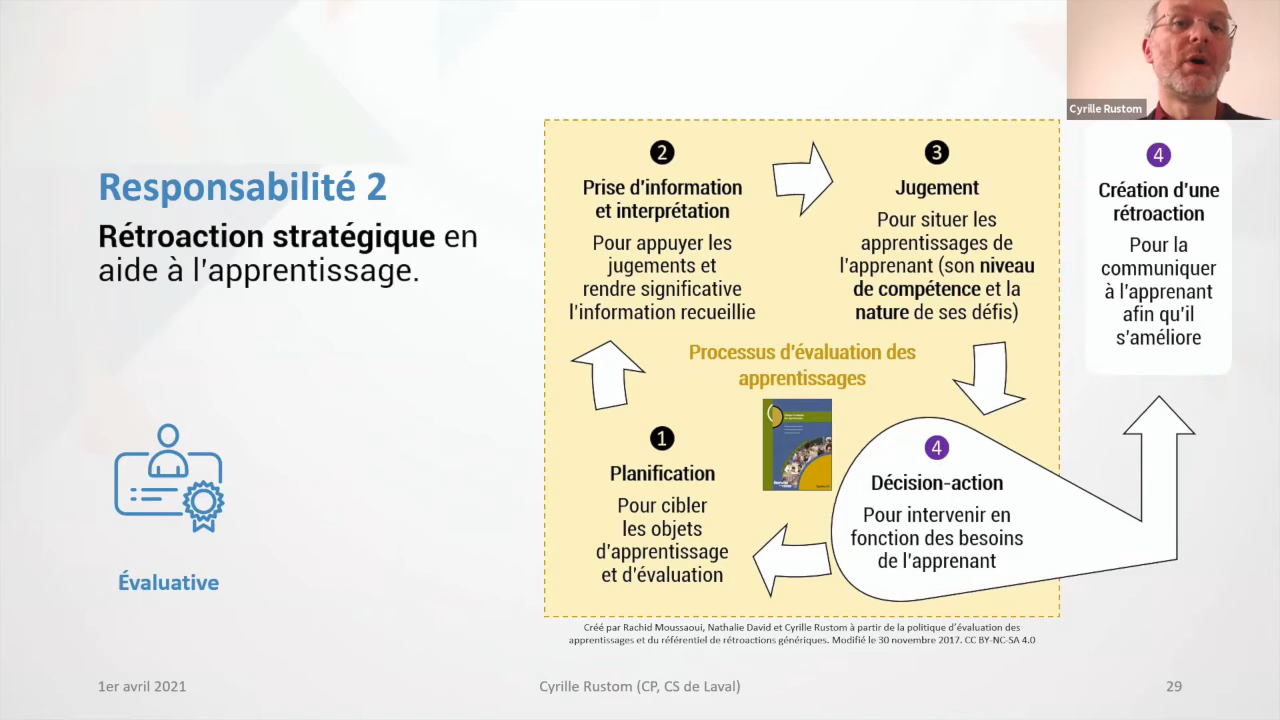 Cyrille Rustom
Responsabilité 2
Rétroaction stratégique en
aide à l'apprentissage.
Évaluative
2
Prise d'information
et interprétation
Pour appuyer les
jugements et
rendre significative
l'information recueillie
3
Jugement
Pour situer les
apprentissages de
l'apprenant (son niveau
de compétence et la
nature de ses défis)
4
Création d'une
rétroaction
Pour la
communiquer
à l'apprenant
afin qu'il
s'améliore
Processus d'évaluation des
apprentissages
1
Planification
Pour cibler
les objets
d'apprentissage
et d'évaluation
4
Décision-action
Pour intervenir en
fonction des besoins
de l'apprenant
Créé par Rachid Moussaoui, Nathalie David et Cyrille Rustom à partir de la politique d'évaluation des
apprentissages et du référentiel de rétroactions génériques. Modifié le 30 novembre 2017. CC BY-NC-SA 4.0
1er avril 2021
Cyrille Rustom (CP, CS de Laval)
29